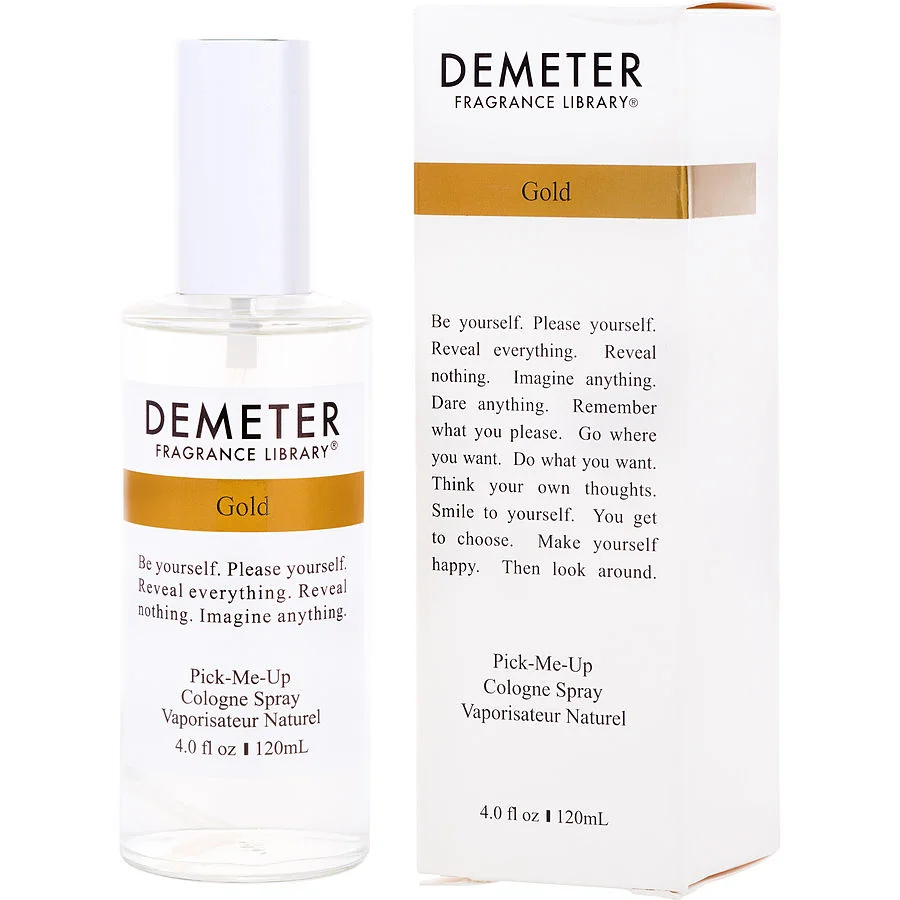 DEMETER
FRAGRANCE LIBRARY®
Gold
Be yourself. Please yourself.
Reveal everything. Reveal
nothing. Imagine anything.
Pick-Me-Up
Cologne Spray
Vaporisateur Naturel
4.0 fl oz ❚ 120mL
DEMETER
FRAGRANCE LIBRARY®
Gold
Be yourself. Please yourself.
Reveal everything. Reveal
nothing. Imagine anything.
Dare anything. Remember
what you please. Go where
you want. Do what you want.
Think your own thoughts.
Smile to yourself. You get
to choose. Make yourself
happy. Then look around.
Pick-Me-Up
Cologne Spray
Vaporisateur Naturel
4.0 fl oz ❚ 120mL